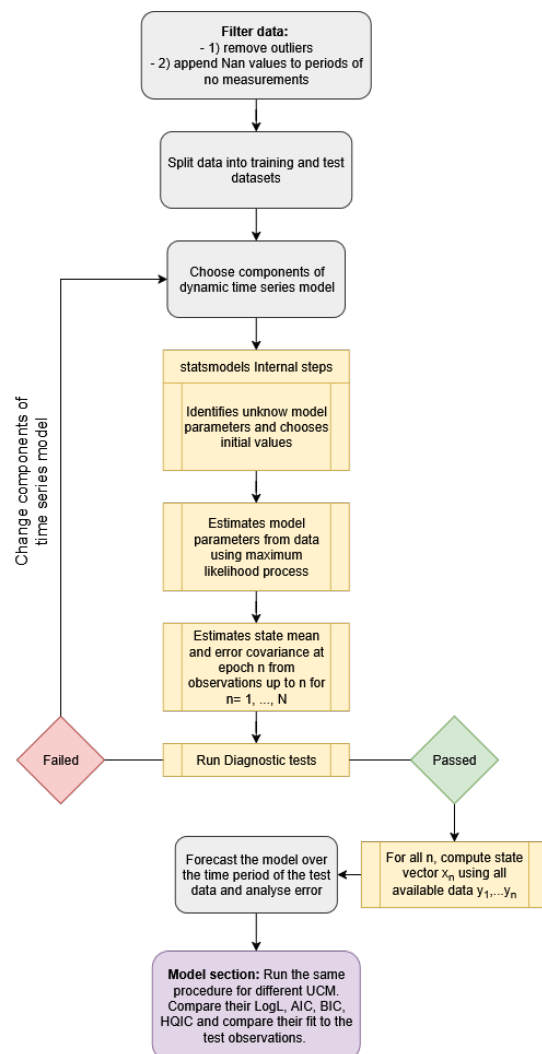 Filter data:
- 1) remove outliers
- 2) append Nan values to periods of
no measurements
Split data into training and test
datasets
Choose components of
dynamic time series model
statsmodels Internal steps
Identifies unknow model
parameters and chooses
initial values
Change components of
time series model
Estimates model
parameters from data
using maximum
likelihood process
Estimates state mean
and error covariance at
epoch n from
observations up to n for
n= 1, ..., N
Failed
Run Diagnostic tests
Passed
For all n, compute state
vector xₙ using all
available data y₁,...yₙ
Forecast the model over
the time period of the test
data and analyse error
Model section: Run the same
procedure for different UCM.
Compare their LogL, AIC, BIC,
HQIC and compare their fit to the
test observations.